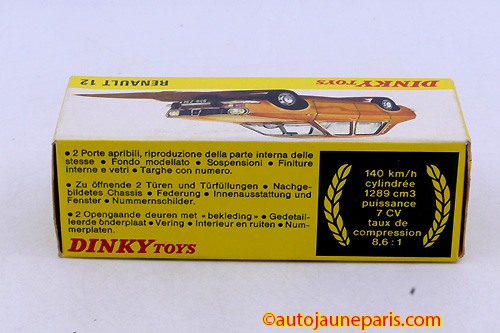 RENAULT 12
DINKY TOYS
• 2 Porte apribili, riproduzione della parte interna delle
stesse • Fondo modellato • Sospensioni • Finiture
interne e vetri • Targhe con numero.
• Zu öffnende 2 Türen und Türfüllungen • Nachge-
bildetes Chassis • Federung • Innenausstattung und
Fenster • Nummernschilder.
• 2 Opengaande deuren met « bekleding » • Gedetail-
leerde onderplaat • Vering • Interieur en ruiten • Num-
merplaten.
DINKY TOYS
140 km/h
cylindrée
1289 cm3
puissance
7 CV
taux de
compression
8,6 : 1
©autojauneparis.com